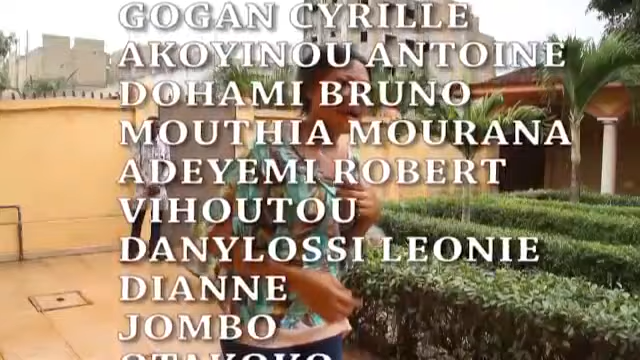 GOGAN CYRILLE
AKOYINOU ANTOINE
DOHAMI BRUNO
MOUTHIA MOURANA
ADEYEMI ROBERT
VIHOUTOU
DANYLOSSI LEONIE
DIANNE
JOMBO